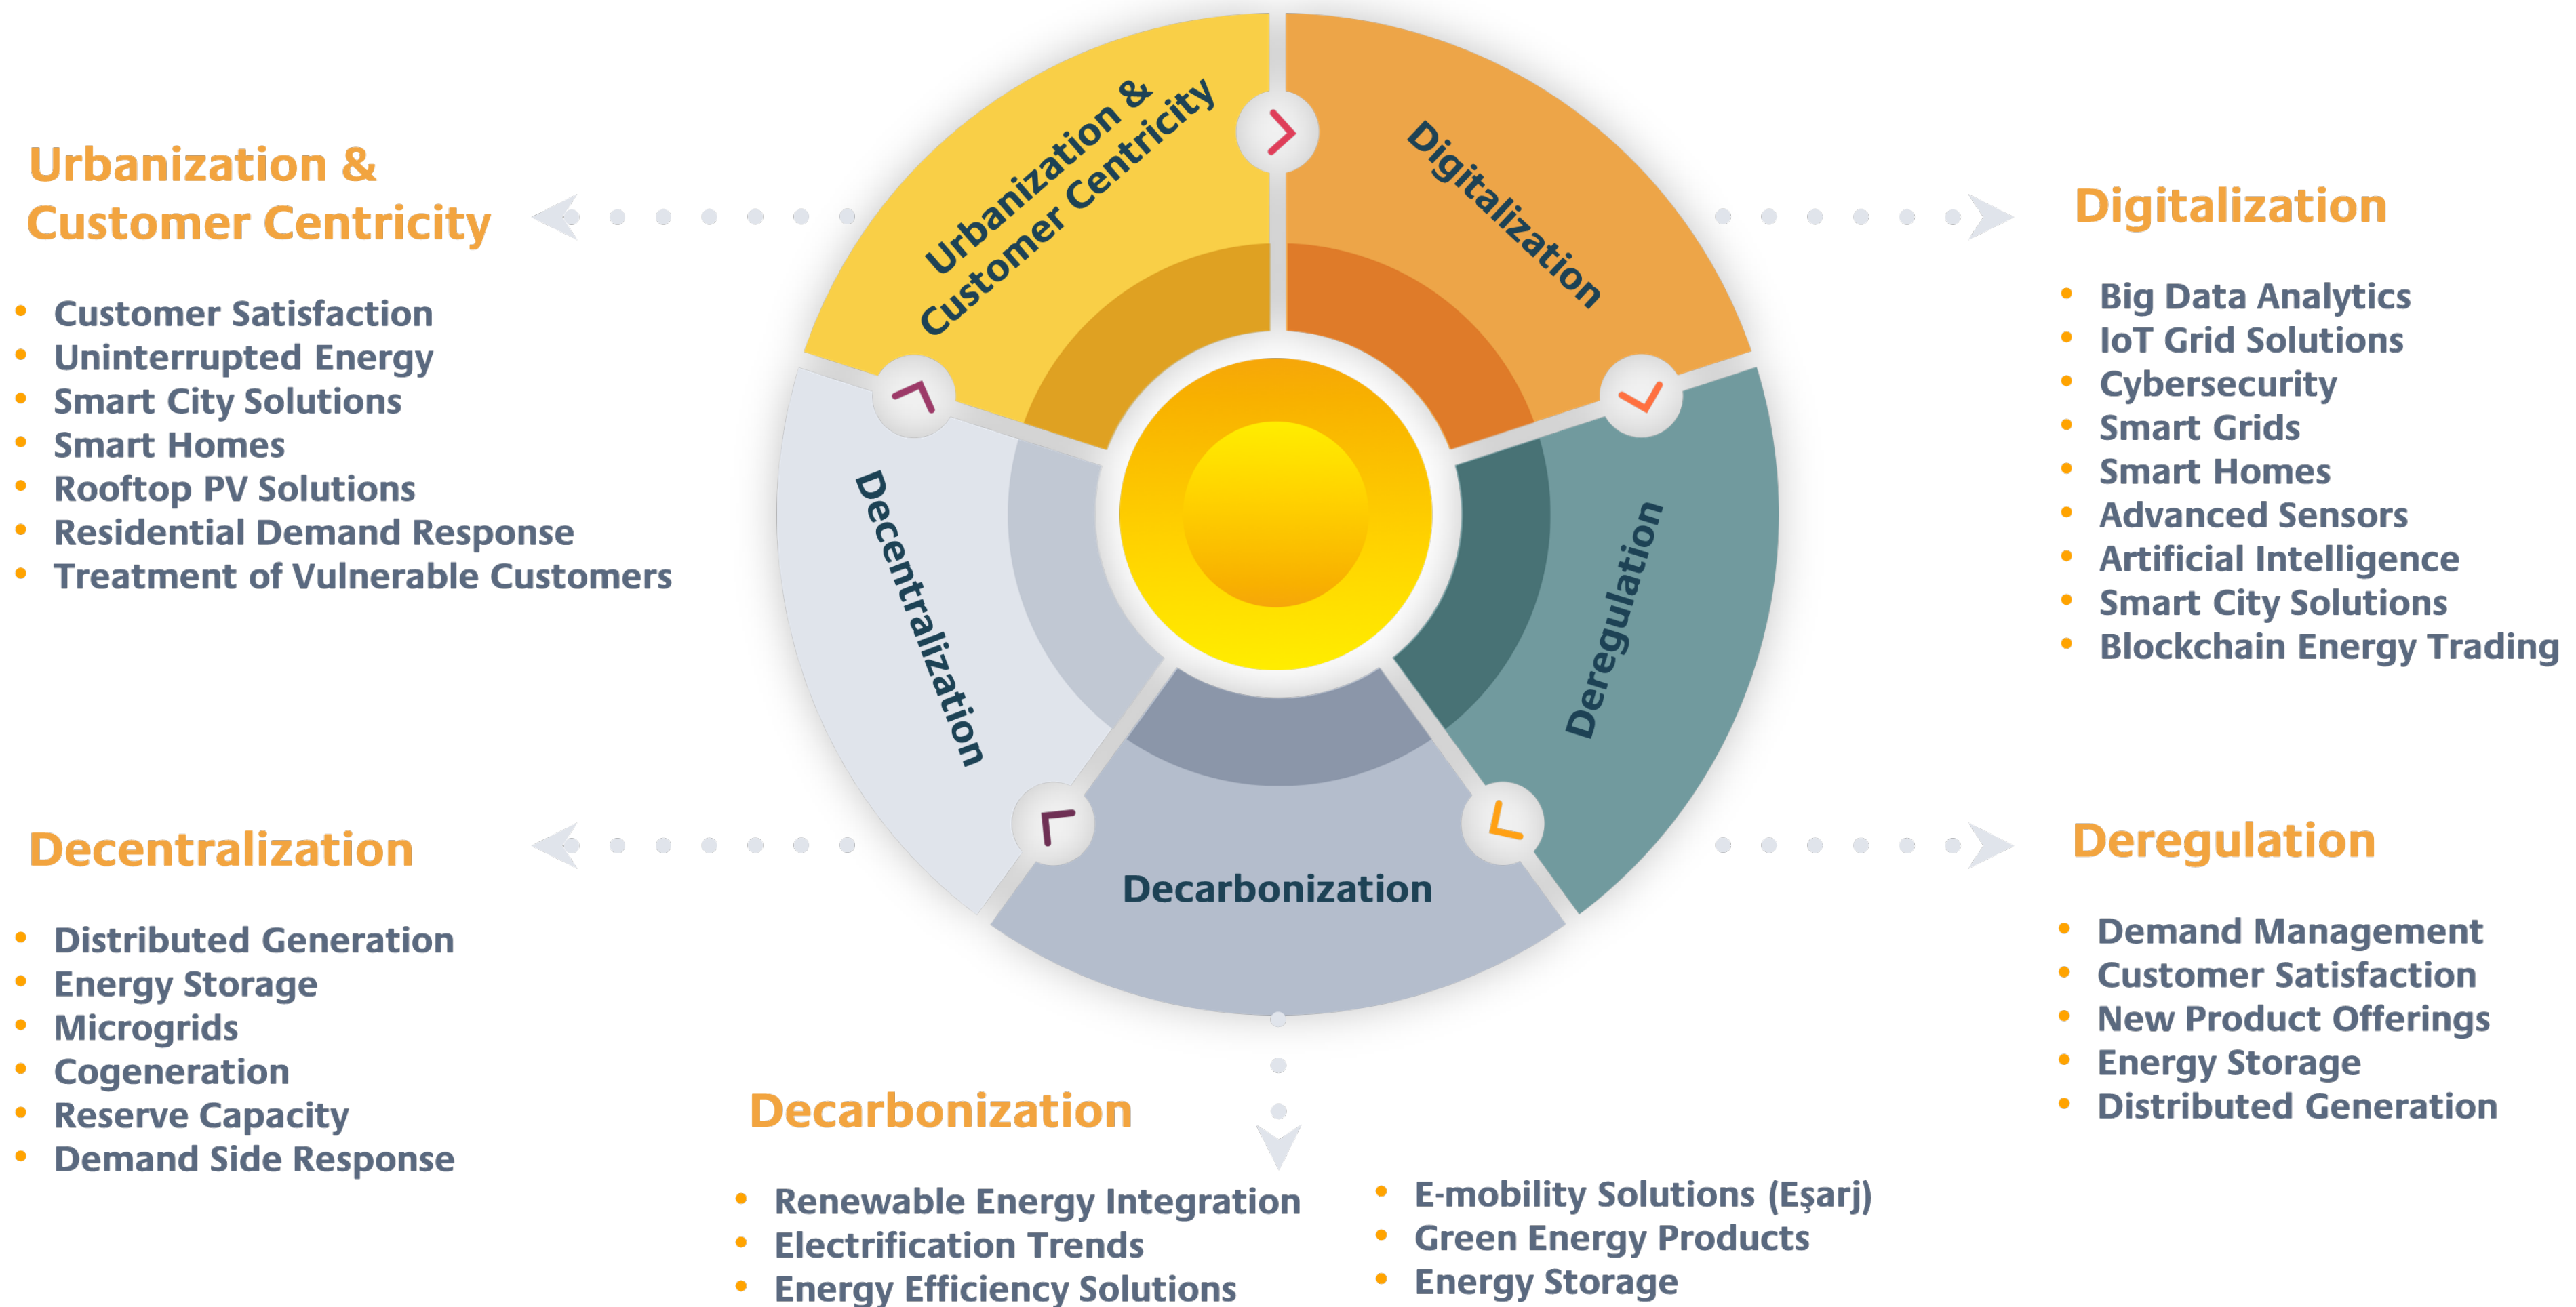 Urbanization &
Customer Centricity
Digitalization
Deregulation
Decarbonization
Decentralization
Urbanization &
Customer Centricity
Customer Satisfaction
Uninterrupted Energy
Smart City Solutions
Smart Homes
Rooftop PV Solutions
Residential Demand Response
Treatment of Vulnerable Customers
Digitalization
Big Data Analytics
IoT Grid Solutions
Cybersecurity
Smart Grids
Smart Homes
Advanced Sensors
Artificial Intelligence
Smart City Solutions
Blockchain Energy Trading
Decentralization
Distributed Generation
Energy Storage
Microgrids
Cogeneration
Reserve Capacity
Demand Side Response
Deregulation
Demand Management
Customer Satisfaction
New Product Offerings
Energy Storage
Distributed Generation
Decarbonization
Renewable Energy Integration
Electrification Trends
Energy Efficiency Solutions
E-mobility Solutions (Eşarj)
Green Energy Products
Energy Storage